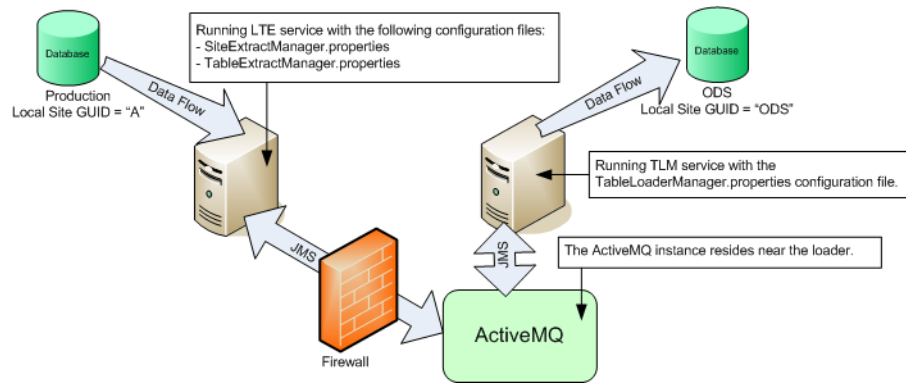 Running LTE service with the following configuration files:
- SiteExtractManager.properties
- TableExtractManager.properties
Database
Production
Local Site GUID = “A”
Data Flow
Database
ODS
Local Site GUID = “ODS”
Data Flow
Running TLM service with the
TableLoaderManager.properties configuration file.
JMS
JMS
The ActiveMQ instance resides near the loader.
ActiveMQ
Firewall